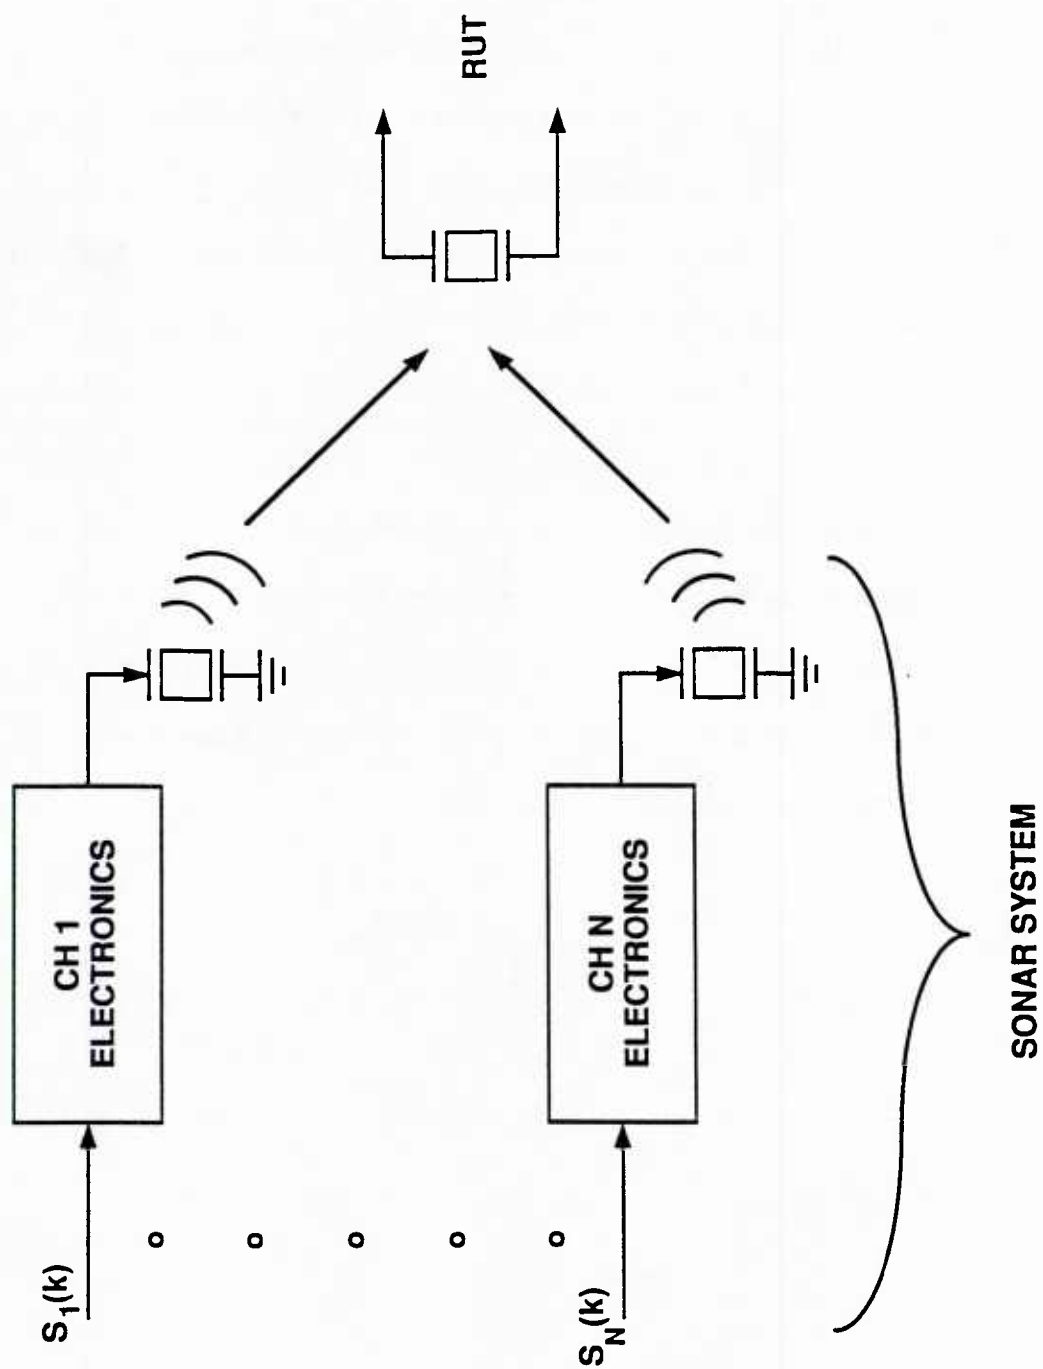 S1(k)
CH 1
ELECTRONICS
SN(k)
CH N
ELECTRONICS
RUT
SONAR SYSTEM